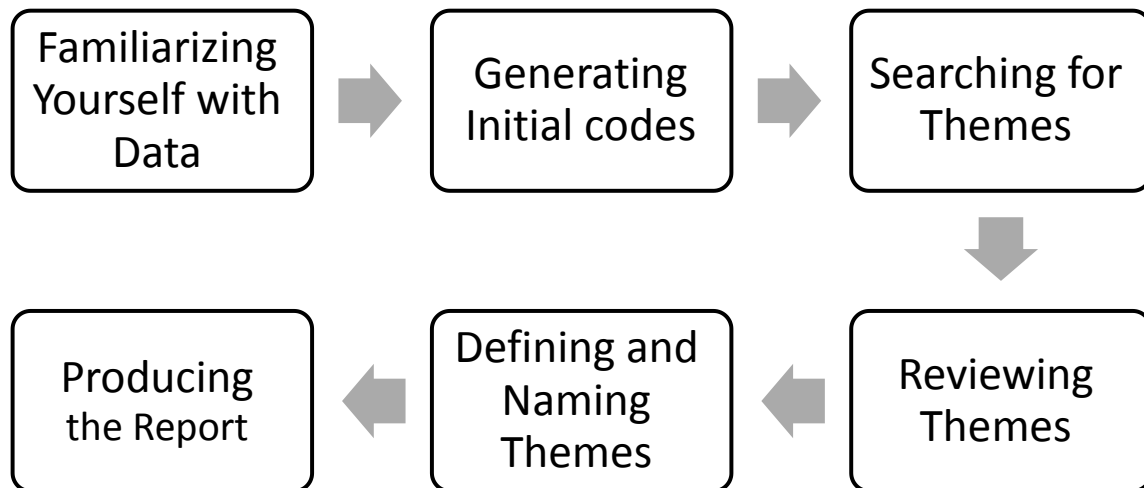 Familiarizing
Yourself with
Data
Generating
Initial codes
Searching for
Themes
Reviewing
Themes
Defining and
Naming
Themes
Producing
the Report